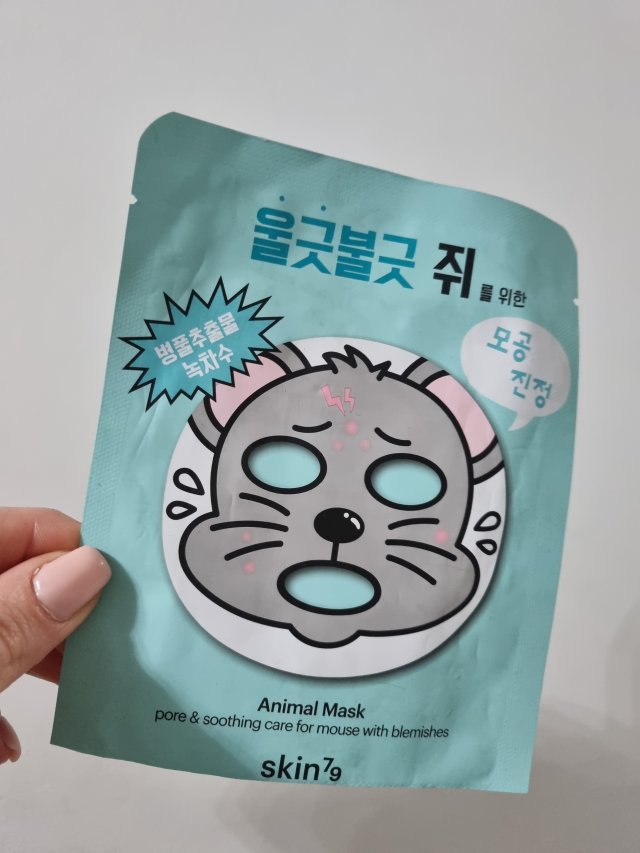 울긋불긋 쥐를 위한
병풀추출물
녹차수
모공
진정
Animal Mask
pore & soothing care for mouse with blemishes
skin79